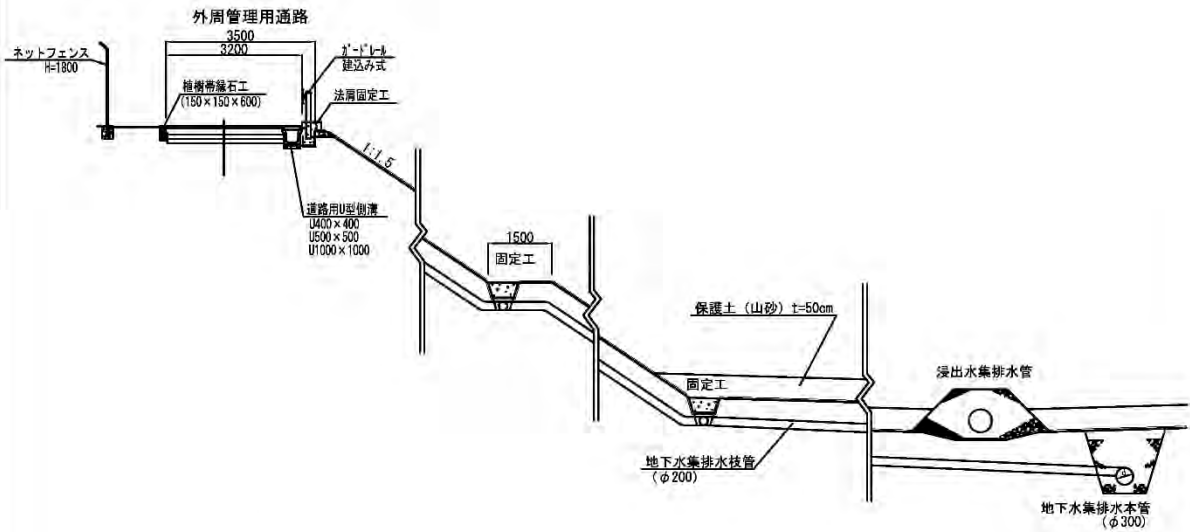 外周管理用通路
3500
3200
ネットフェンス
H=1800
ガードレール
建込み式
植樹帯縁石工
(150×150×600)
法肩固定工
1:1.5
道路用U型側溝
U400×400
U500×500
U1000×1000
1500
固定工
保護土（山砂）t=50cm
固定工
浸出水集排水管
地下水集排水枝管
(φ200)
地下水集排水本管
(φ300)